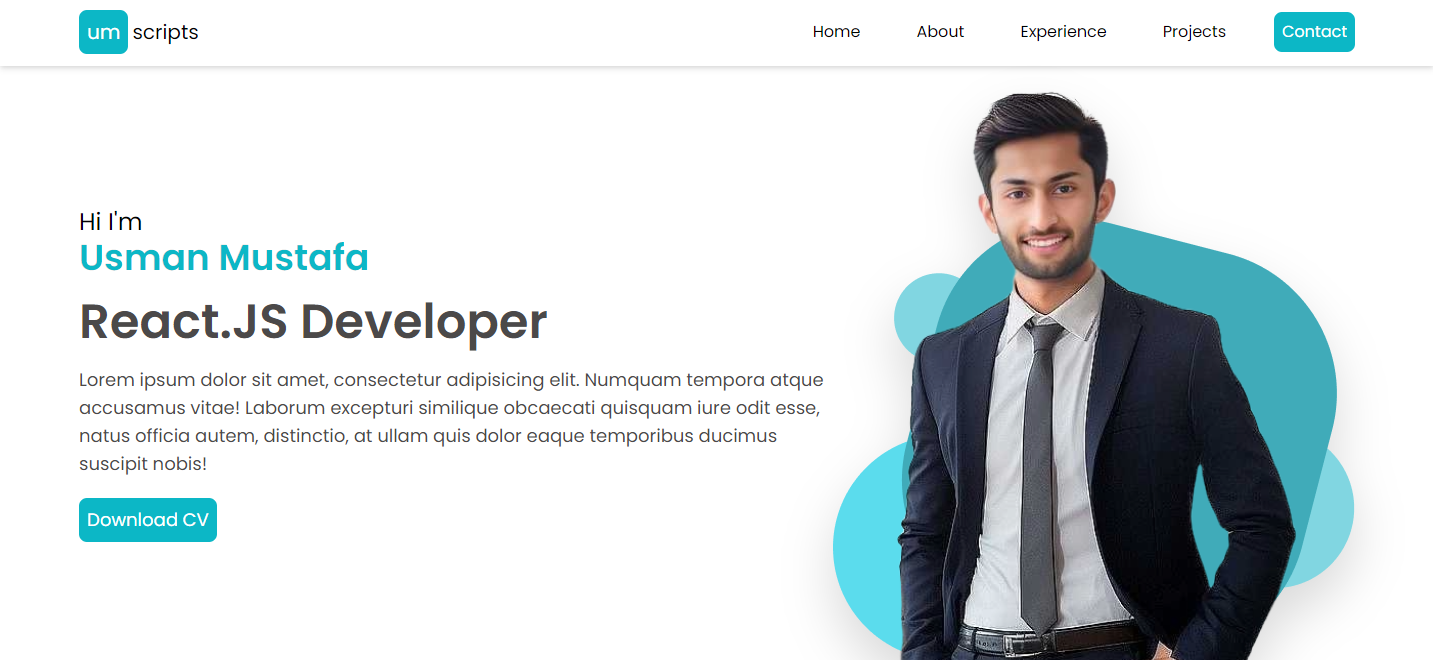 um scripts
Home About Experience Projects Contact
Hi I'm
Usman Mustafa
React.JS Developer
Lorem ipsum dolor sit amet, consectetur adipisicing elit. Numquam tempora atque
accusamus vitae! Laborum excepturi similique obcaecati quisquam iure odit esse,
natus officia autem, distinctio, at ullam quis dolor eaque temporibus ducimus
suscipit nobis!
Download CV